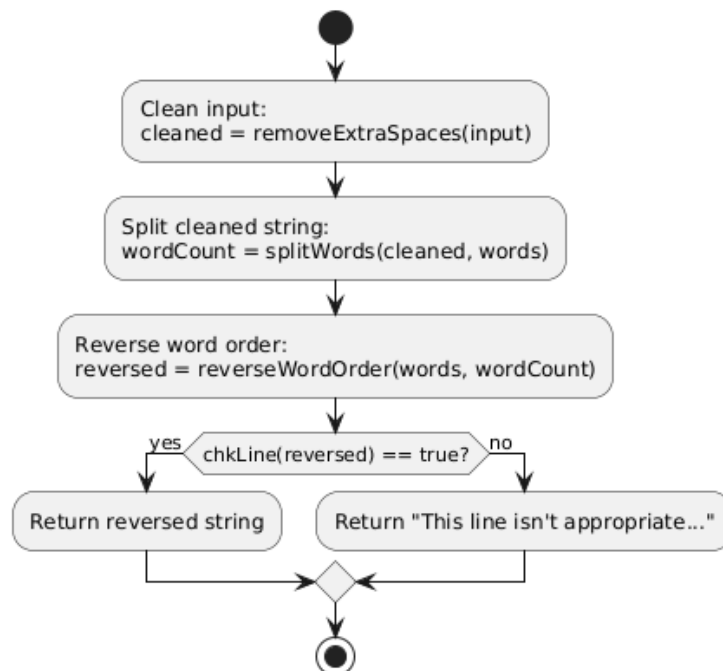 Clean input:
cleaned = removeExtraSpaces(input)
Split cleaned string:
wordCount = splitWords(cleaned, words)
Reverse word order:
reversed = reverseWordOrder(words, wordCount)
yes
chkLine(reversed) == true?
no
Return reversed string
Return "This line isn't appropriate..."